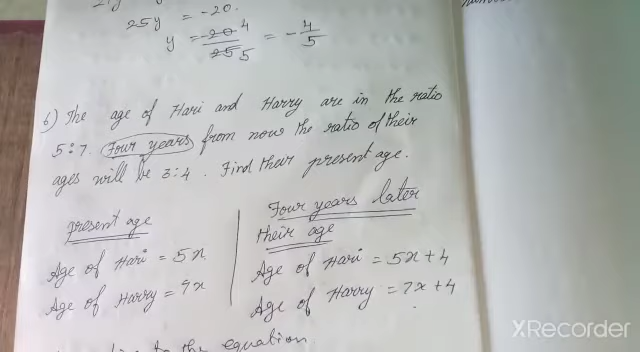 25y = -20.
y = -20 4 / 25 5 = - 4/5
6) The age of Hari and Harry are in the ratio
5:7. Four years from now the ratio of their
ages will be 3:4. Find their present age.
present age
Age of Hari = 5x
Age of Harry = 7x
Four years later
their age
Age of Hari = 5x+4
Age of Harry = 7x+4
to the equation
XRecorder